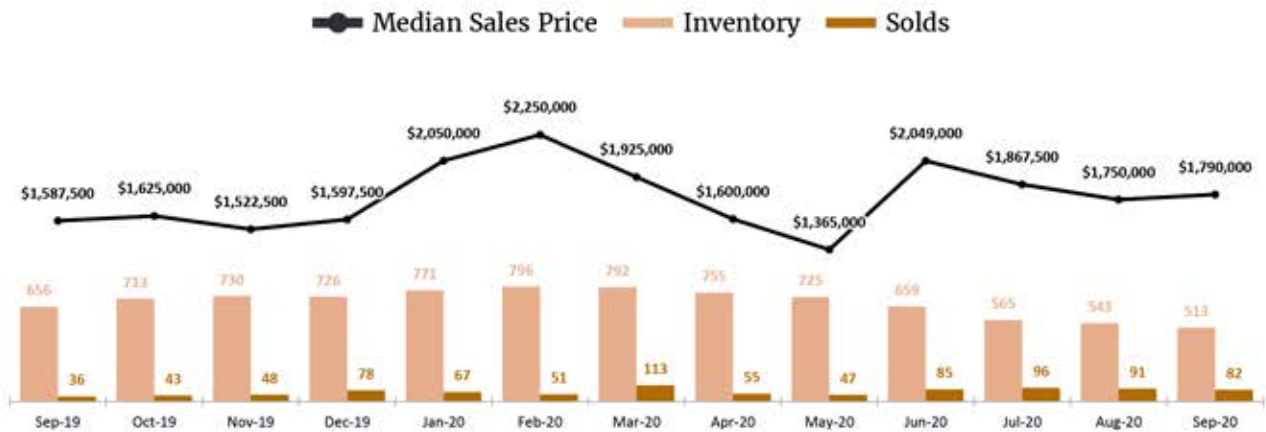 Median Sales Price Inventory Solds
$2,250,000
$2,050,000 $2,049,000
$1,925,000
$1,867,500
$1,750,000 $1,790,000
$1,587,500 $1,625,000 $1,522,500 $1,597,500 $1,600,000
$1,365,000
656 713 730 726 771 796 792 755 725 659 565 543 513
36 43 48 78 67 51 113 55 47 85 96 91 82
Sep-19 Oct-19 Nov-19 Dec-19 Jan-20 Feb-20 Mar-20 Apr-20 May-20 Jun-20 Jul-20 Aug-20 Sep-20